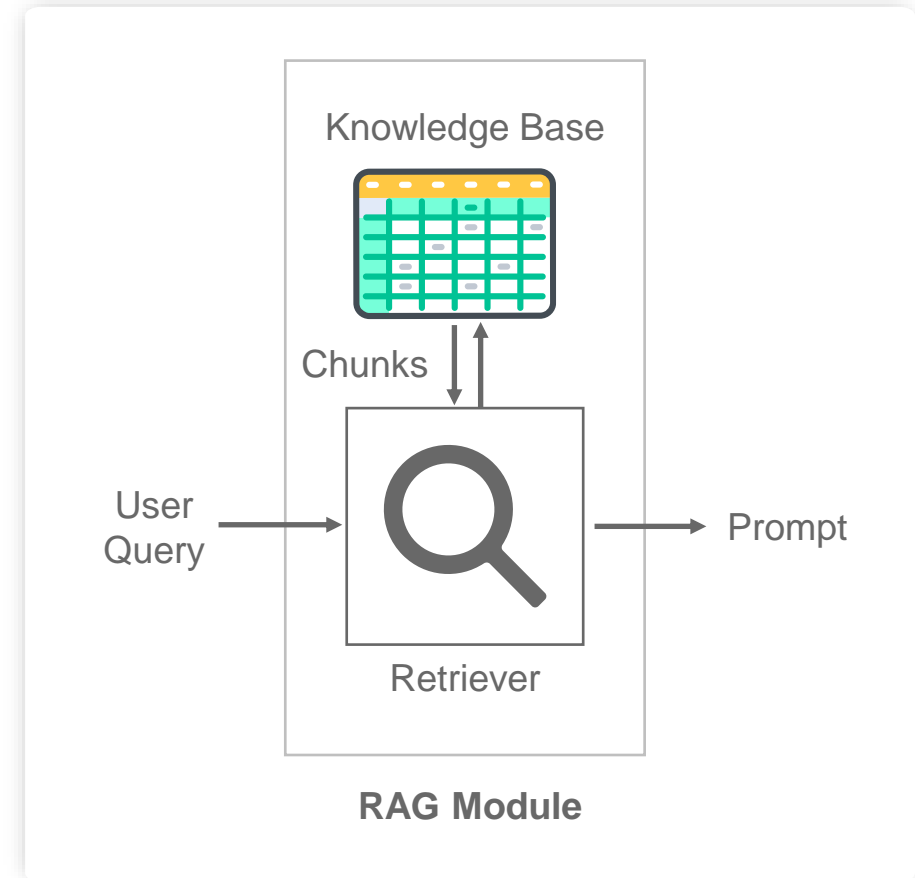 Knowledge Base
Chunks
User
Query
Prompt
Retriever
RAG Module